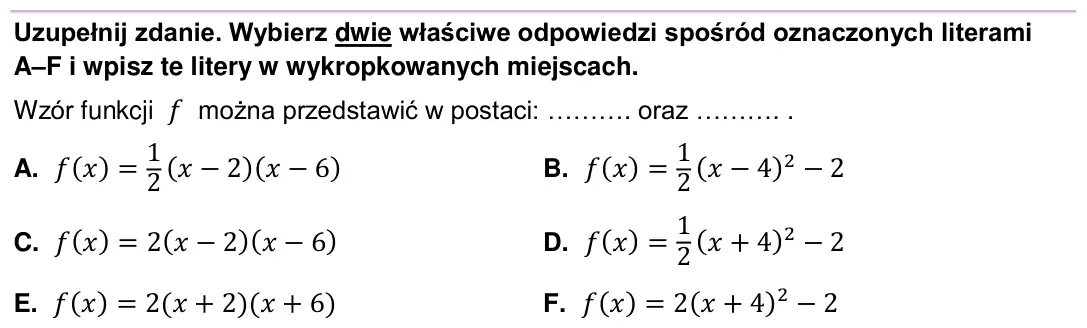 Uzupełnij zdanie. Wybierz dwie właściwe odpowiedzi spośród oznaczonych literami
A–F i wpisz te litery w wykropkowanych miejscach.
Wzór funkcji f można przedstawić w postaci: .......... oraz .......... .
A. f(x) = 1/2(x − 2)(x − 6) B. f(x) = 1/2(x − 4)² − 2
C. f(x) = 2(x − 2)(x − 6) D. f(x) = 1/2(x + 4)² − 2
E. f(x) = 2(x + 2)(x + 6) F. f(x) = 2(x + 4)² − 2